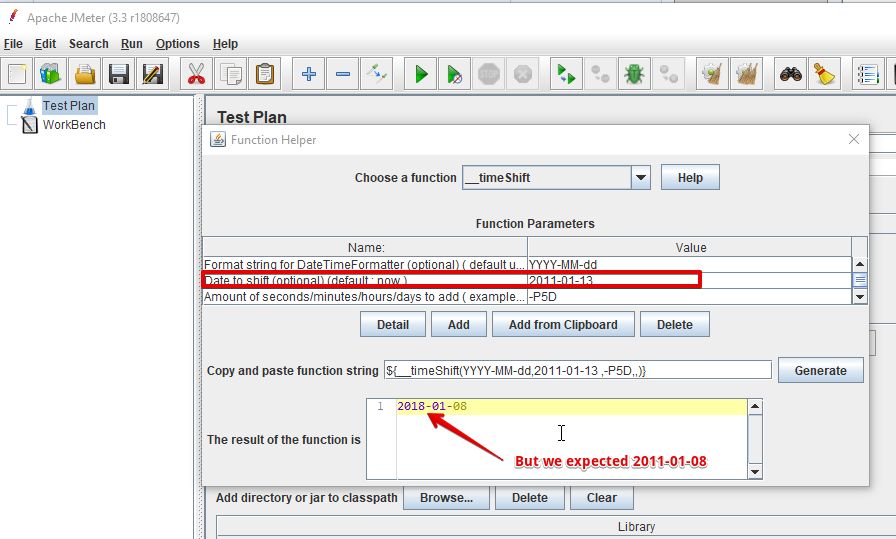 Apache JMeter (3.3 r1808647)
File Edit Search Run Options Help
STOP
Test Plan
WorkBench
Test Plan
Function Helper
Choose a function __timeShift Help
Function Parameters
Name: Value
Format string for DateTimeFormatter (optional) ( default u... YYYY-MM-dd
Date to shift (optional) (default : now ) 2011-01-13
Amount of seconds/minutes/hours/days to add ( example... -P5D
Detail Add Add from Clipboard Delete
Copy and paste function string ${__timeShift(YYYY-MM-dd,2011-01-13 ,-P5D,,)} Generate
1 2018-01-08
The result of the function is
But we expected 2011-01-08
Add directory or jar to classpath Browse... Delete Clear
Library